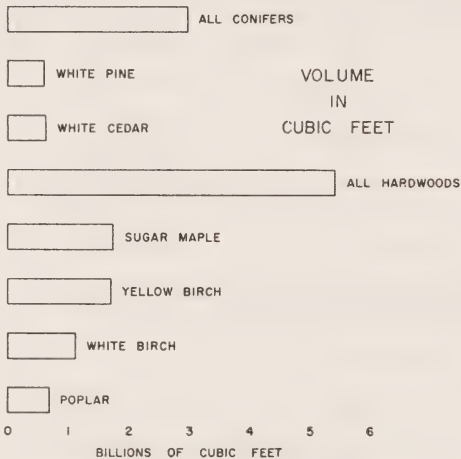 ALL CONIFERS
WHITE PINE
VOLUME
IN
CUBIC FEET
WHITE CEDAR
ALL HARDWOODS
SUGAR MAPLE
YELLOW BIRCH
WHITE BIRCH
POPLAR
0 1 2 3 4 5 6
BILLIONS OF CUBIC FEET